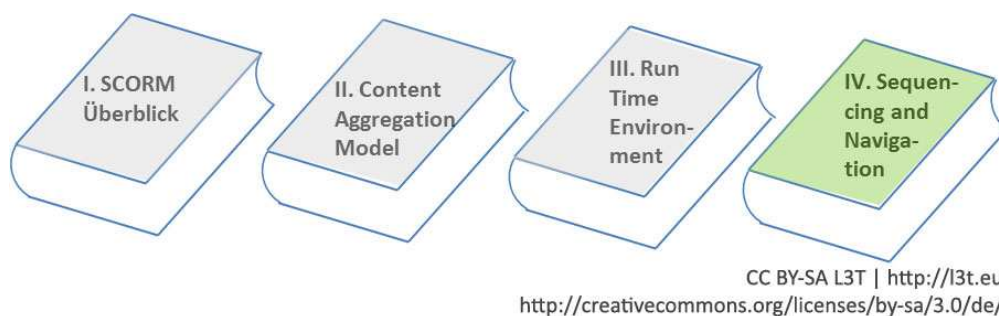 I. SCORM
Überblick
II. Content
Aggregation
Model
III. Run
Time
Environ-
ment
IV. Sequen-
cing and
Naviga-
tion
CC BY-SA L3T | http://l3t.eu
http://creativecommons.org/licenses/by-sa/3.0/de/